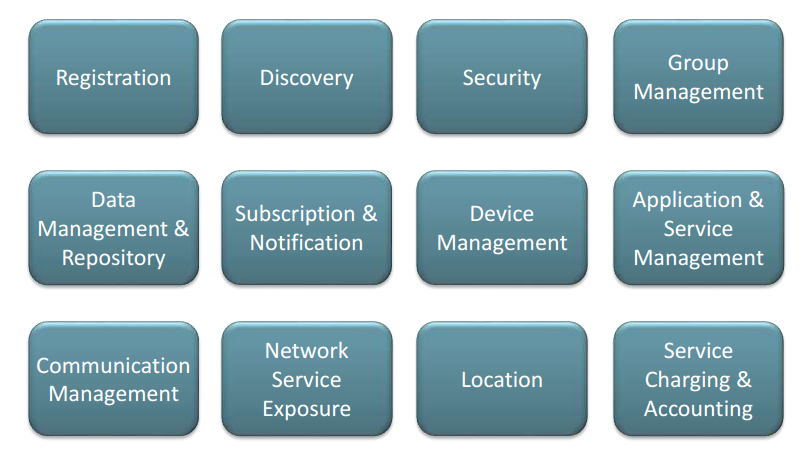 Registration
Discovery
Security
Group
Management
Data
Management &
Repository
Subscription &
Notification
Device
Management
Application &
Service
Management
Communication
Management
Network
Service
Exposure
Location
Service
Charging &
Accounting